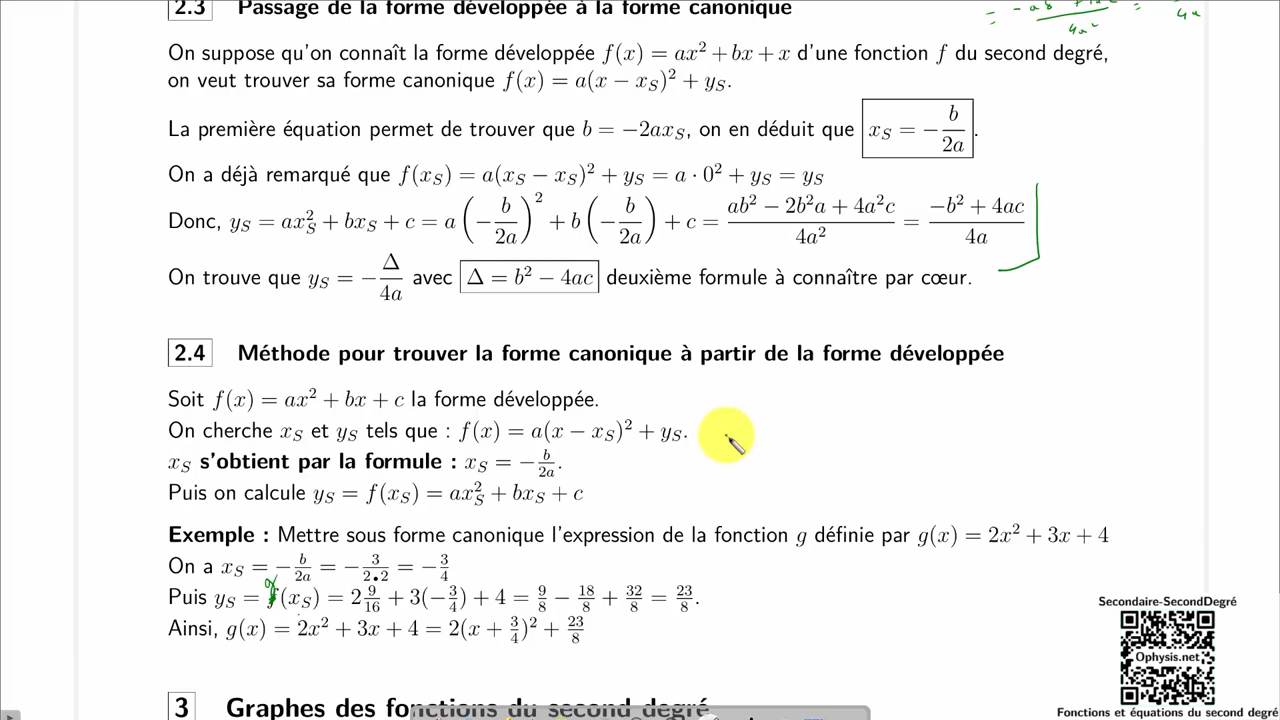 2.3 Passage de la forme développée à la forme canonique
On suppose qu'on connaît la forme développée f(x) = ax² + bx + x d'une fonction f du second degré,
on veut trouver sa forme canonique f(x) = a(x − x_S)² + y_S.
La première équation permet de trouver que b = −2ax_S, on en déduit que x_S = −b/2a.
On a déjà remarqué que f(x_S) = a(x_S − x_S)² + y_S = a · 0² + y_S = y_S
Donc, y_S = ax_S² + bx_S + c = a(−b/2a)² + b(−b/2a) + c = (ab² − 2b²a + 4a²c)/4a² = (−b² + 4ac)/4a
On trouve que y_S = −Δ/4a avec Δ = b² − 4ac deuxième formule à connaître par cœur.
2.4 Méthode pour trouver la forme canonique à partir de la forme développée
Soit f(x) = ax² + bx + c la forme développée.
On cherche x_S et y_S tels que : f(x) = a(x − x_S)² + y_S.
x_S s'obtient par la formule : x_S = −b/2a.
Puis on calcule y_S = f(x_S) = ax_S² + bx_S + c
Exemple : Mettre sous forme canonique l'expression de la fonction g définie par g(x) = 2x² + 3x + 4
On a x_S = −b/2a = −3/2.2 = −3/4
Puis y_S = g(x_S) = 2 9/16 + 3(−3/4) + 4 = 9/8 − 18/8 + 32/8 = 23/8.
Ainsi, g(x) = 2x² + 3x + 4 = 2(x + 3/4)² + 23/8
Secondaire-SecondDegré
Ophysis.net
Fonctions et équations du second degré
3 Graphes des fonctions du second degré